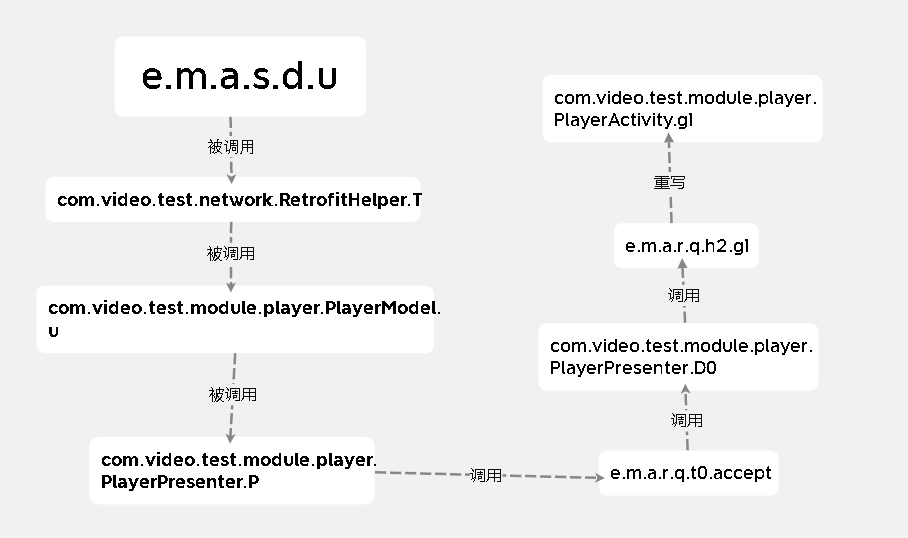 e.m.a.s.d.u
被调用
com.video.test.network.RetrofitHelper.T
被调用
com.video.test.module.player.PlayerModel.
u
被调用
com.video.test.module.player.
PlayerPresenter.P
调用
e.m.a.r.q.t0.accept
调用
com.video.test.module.player.
PlayerPresenter.D0
调用
e.m.a.r.q.h2.g1
重写
com.video.test.module.player.
PlayerActivity.g1